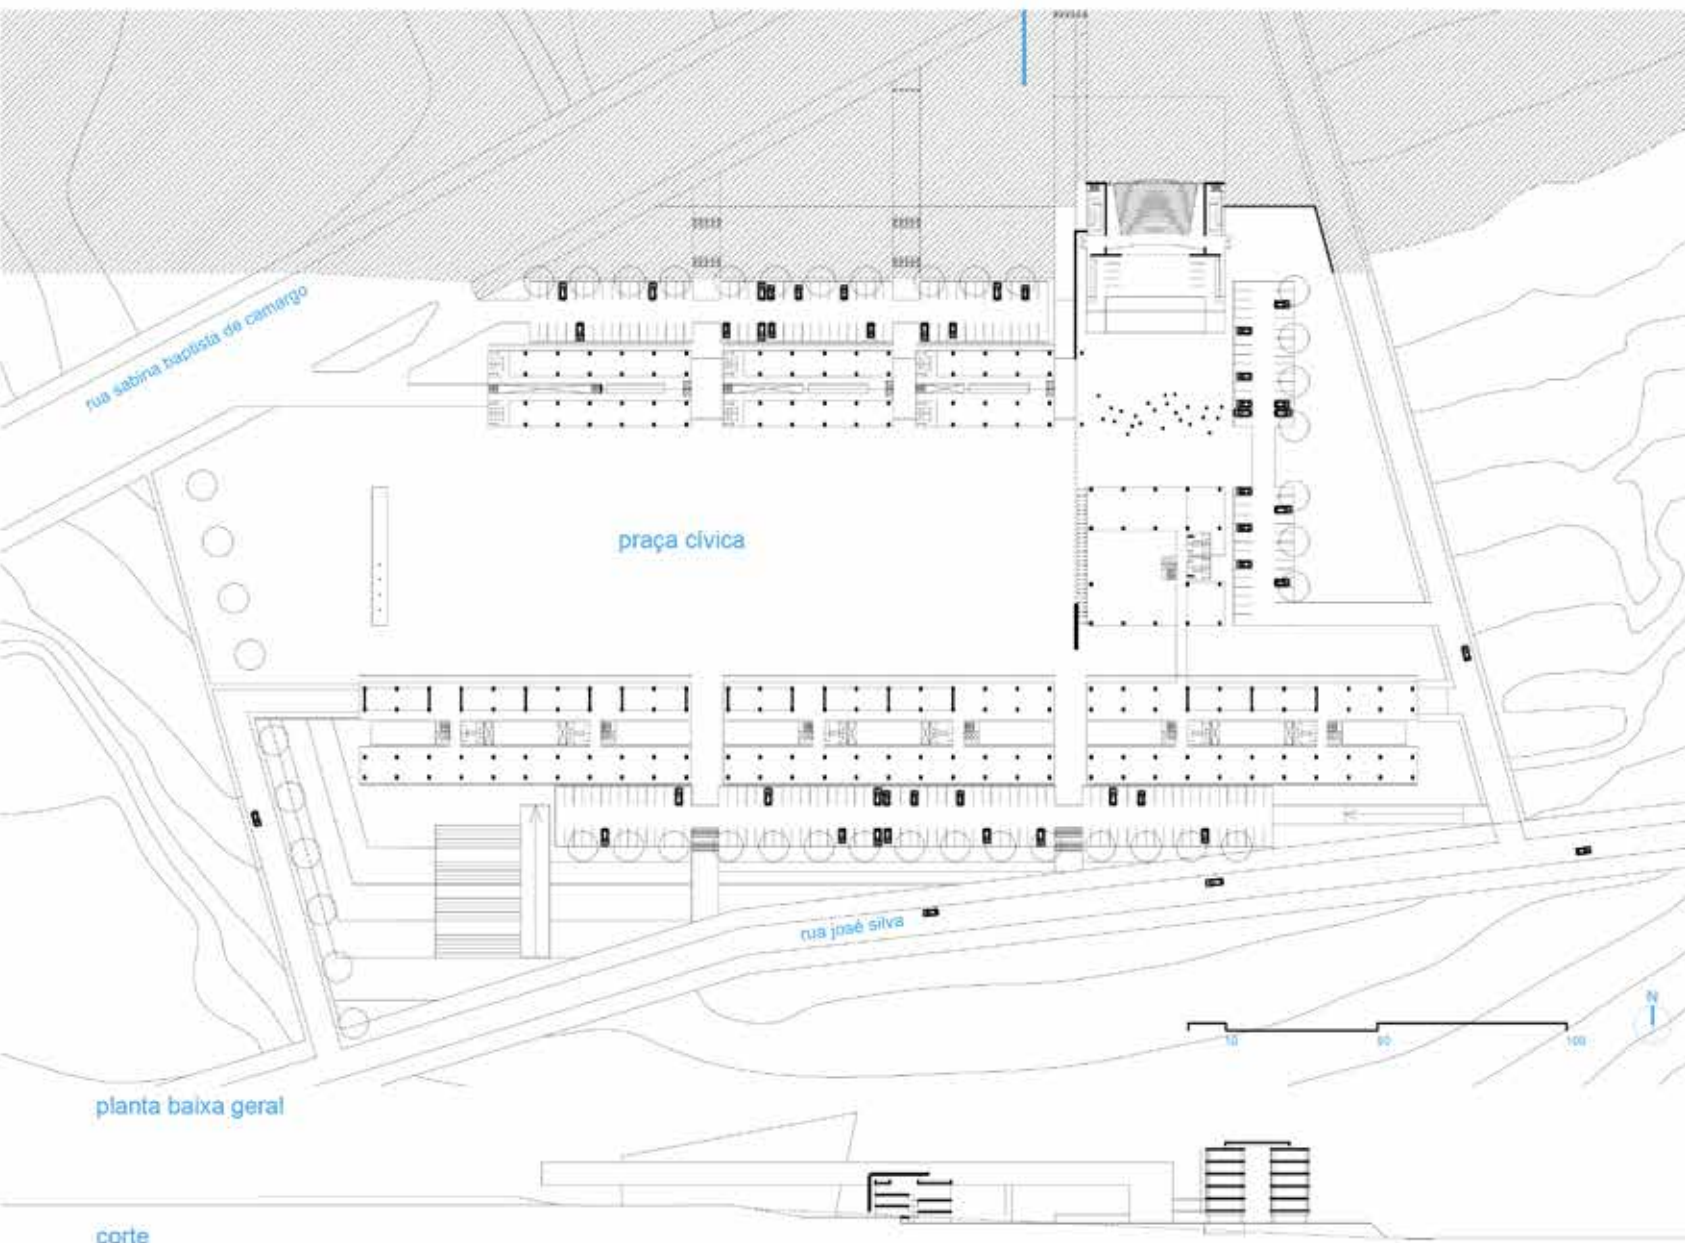 rua sabina baptista de camargo
praça cívica
rua josé silva
N
10
50
100
planta baixa geral
corte